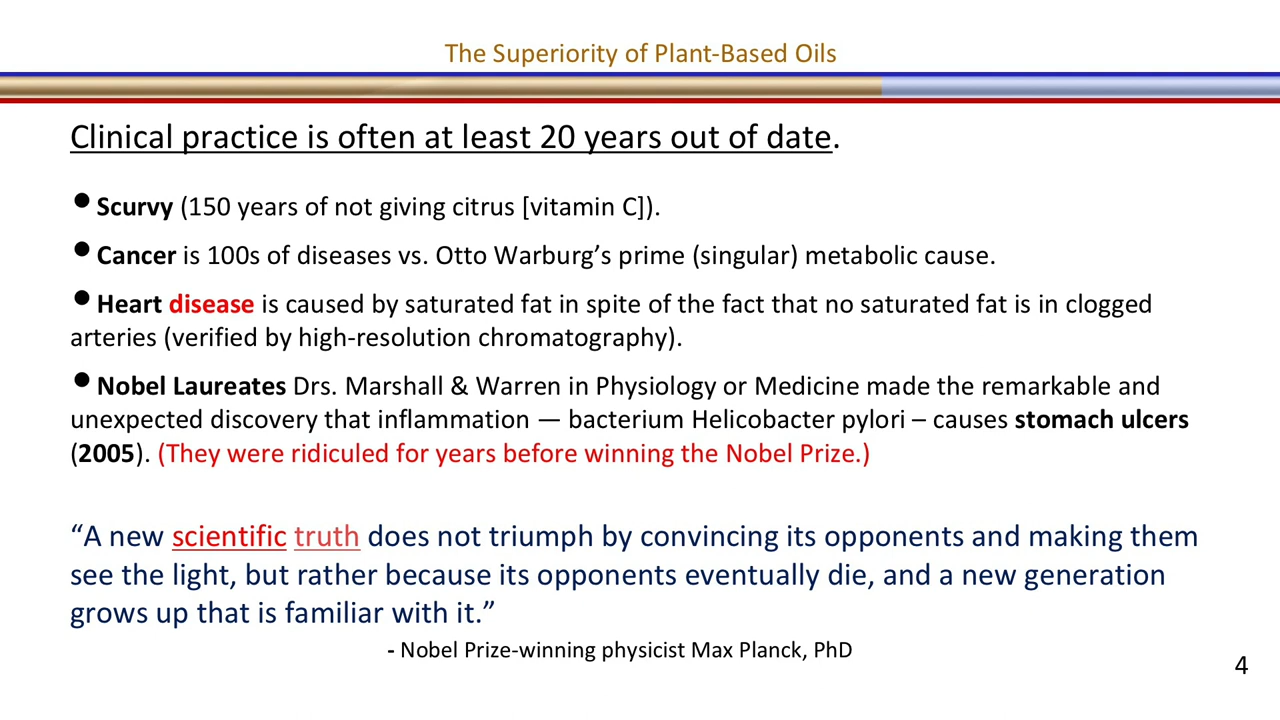 The Superiority of Plant-Based Oils
Clinical practice is often at least 20 years out of date.
•Scurvy (150 years of not giving citrus [vitamin C]).
•Cancer is 100s of diseases vs. Otto Warburg’s prime (singular) metabolic cause.
•Heart disease is caused by saturated fat in spite of the fact that no saturated fat is in clogged
arteries (verified by high-resolution chromatography).
•Nobel Laureates Drs. Marshall & Warren in Physiology or Medicine made the remarkable and
unexpected discovery that inflammation — bacterium Helicobacter pylori – causes stomach ulcers
(2005). (They were ridiculed for years before winning the Nobel Prize.)
“A new scientific truth does not triumph by convincing its opponents and making them
see the light, but rather because its opponents eventually die, and a new generation
grows up that is familiar with it.”
- Nobel Prize-winning physicist Max Planck, PhD
4